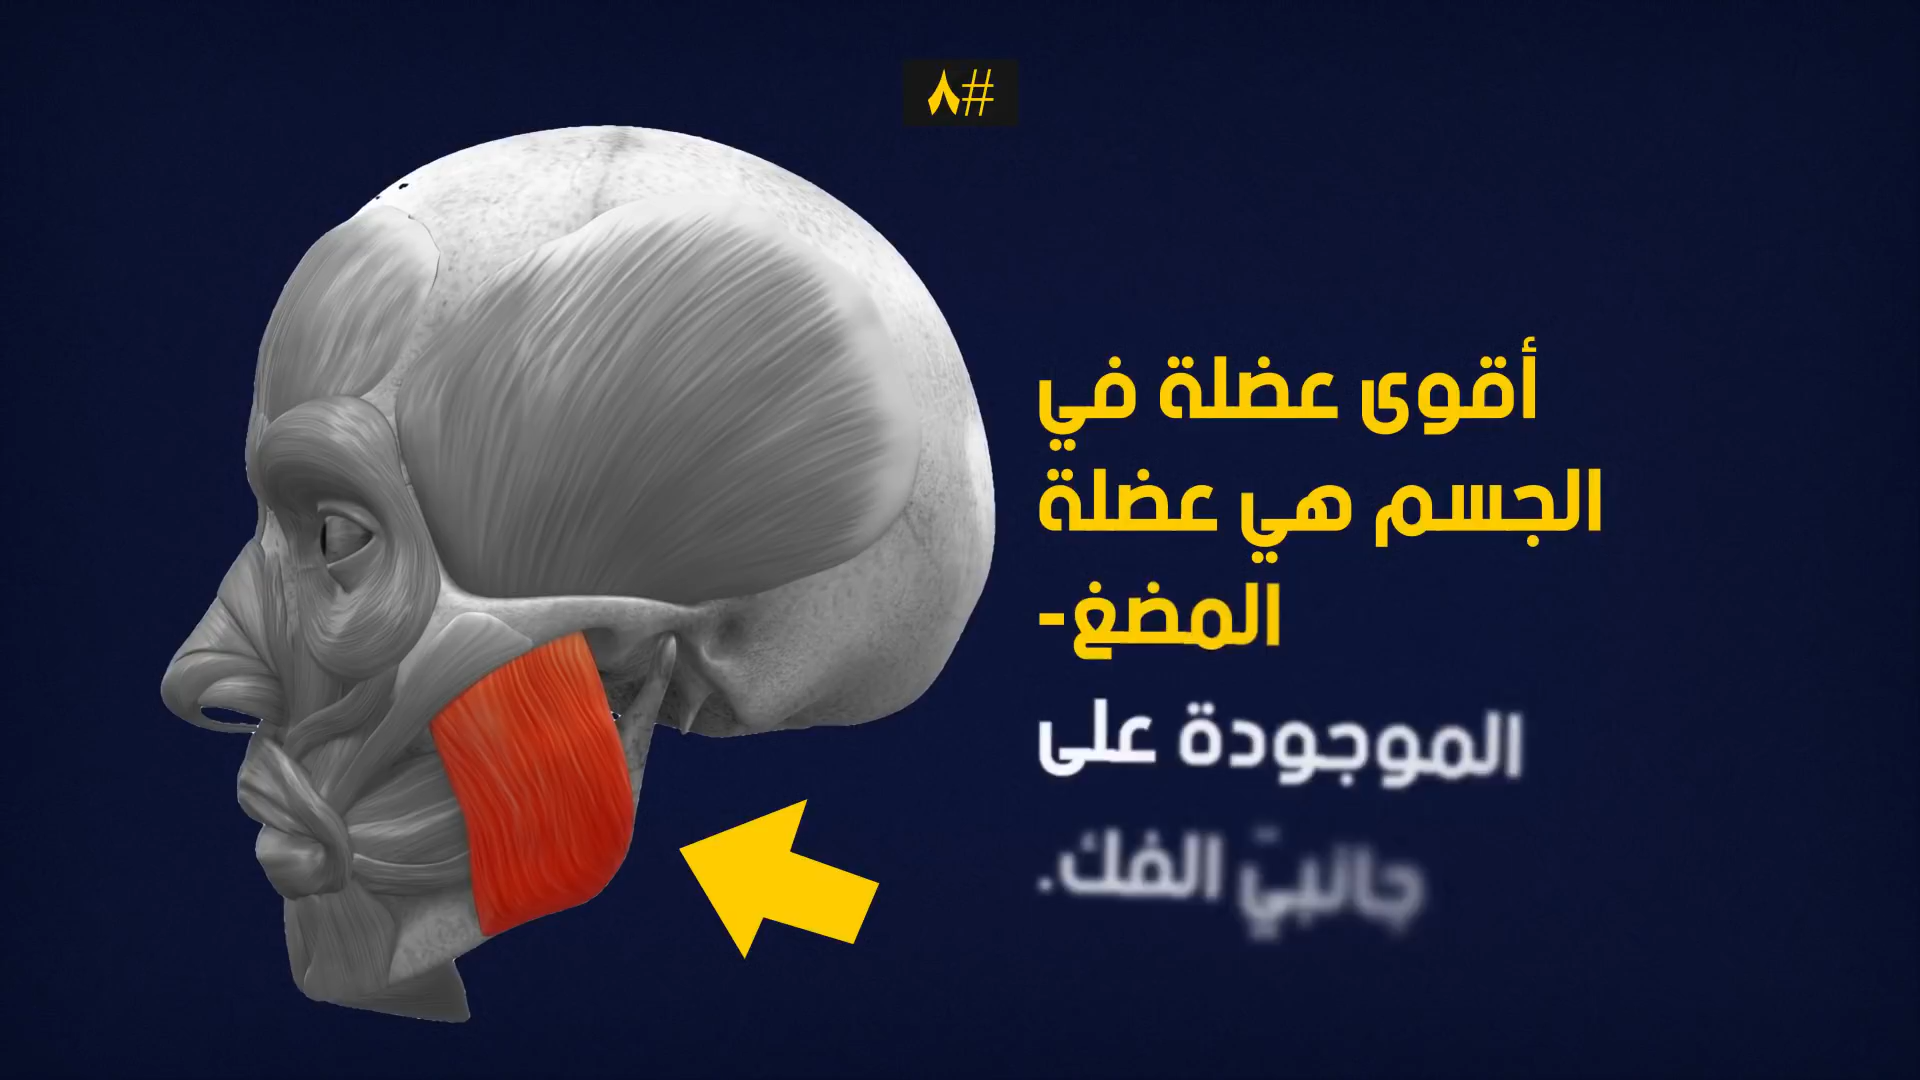 #٨
أقوى عضلة في
الجسم هي عضلة
المضغ-
الموجودة على
جانبيّ الفك.